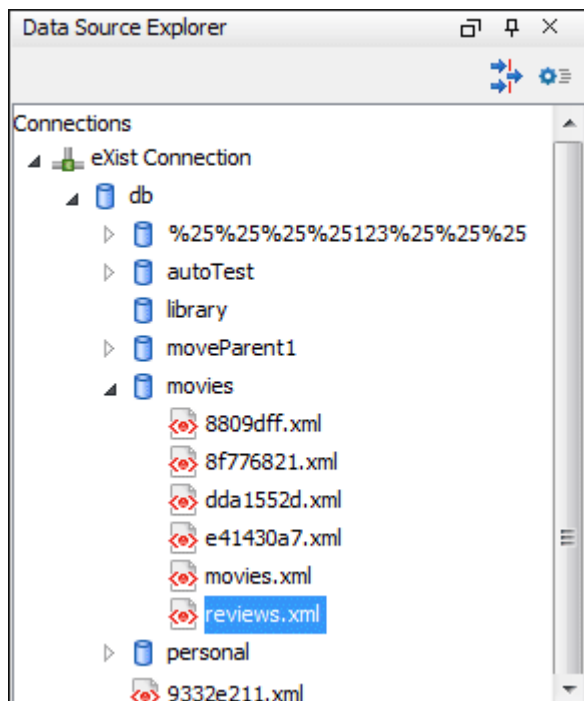 Data Source Explorer
Connections
eXist Connection
db
%25%25%25%25123%25%25%25
autoTest
library
moveParent1
movies
8809dff.xml
8f776821.xml
dda1552d.xml
e41430a7.xml
movies.xml
reviews.xml
personal
9332e211.xml